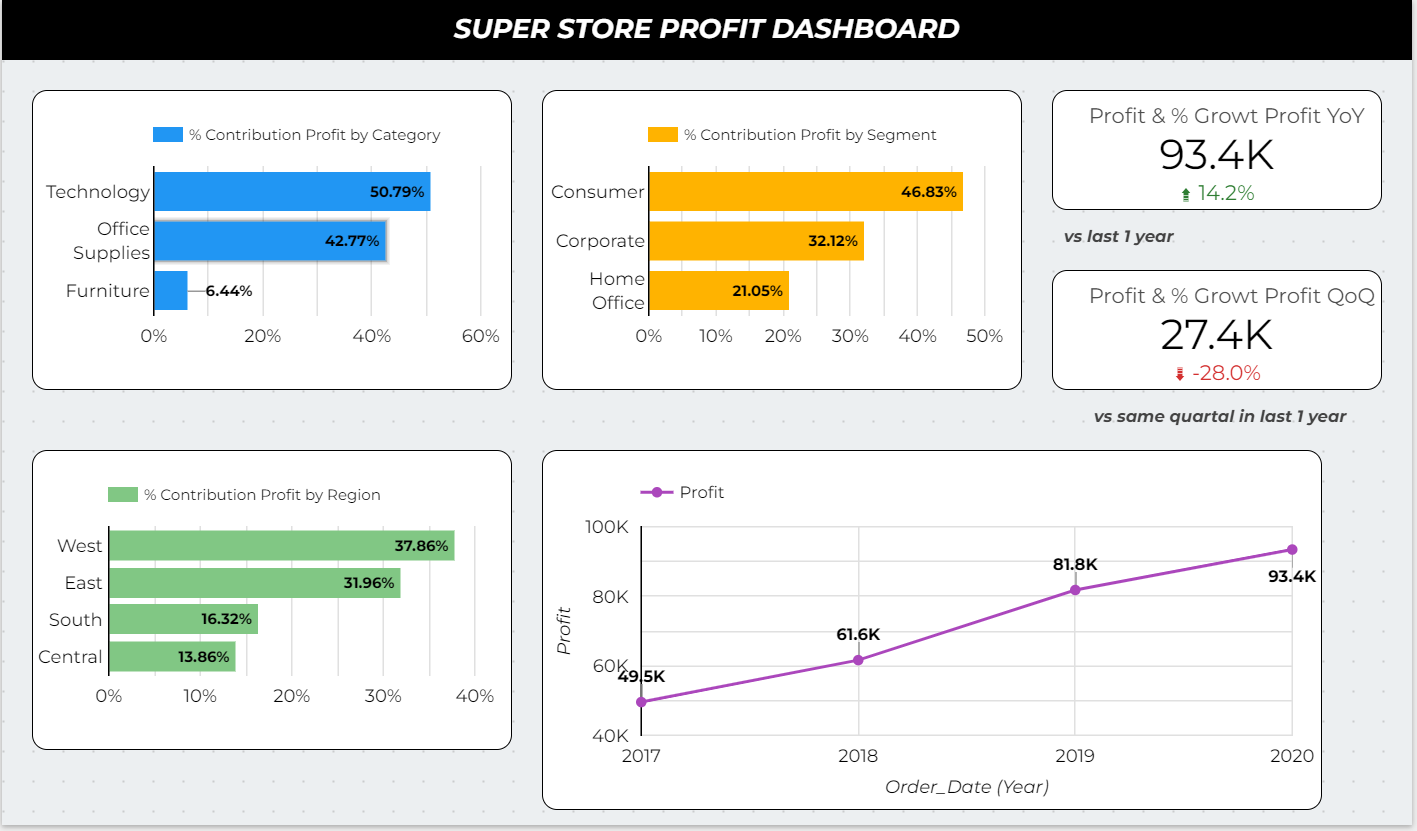 SUPER STORE PROFIT DASHBOARD
% Contribution Profit by Category
Technology
50.79%
Office
Supplies
42.77%
Furniture
6.44%
0% 20% 40% 60%
% Contribution Profit by Segment
Consumer
46.83%
Corporate
32.12%
Home
Office
21.05%
0% 10% 20% 30% 40% 50%
Profit & % Growt Profit YoY
93.4K
14.2%
vs last 1 year
Profit & % Growt Profit QoQ
27.4K
-28.0%
vs same quartal in last 1 year
% Contribution Profit by Region
West
37.86%
East
31.96%
South
16.32%
Central
13.86%
0% 10% 20% 30% 40%
Profit
100K
80K
60K
40K
Profit
49.5K
61.6K
81.8K
93.4K
2017 2018 2019 2020
Order_Date (Year)